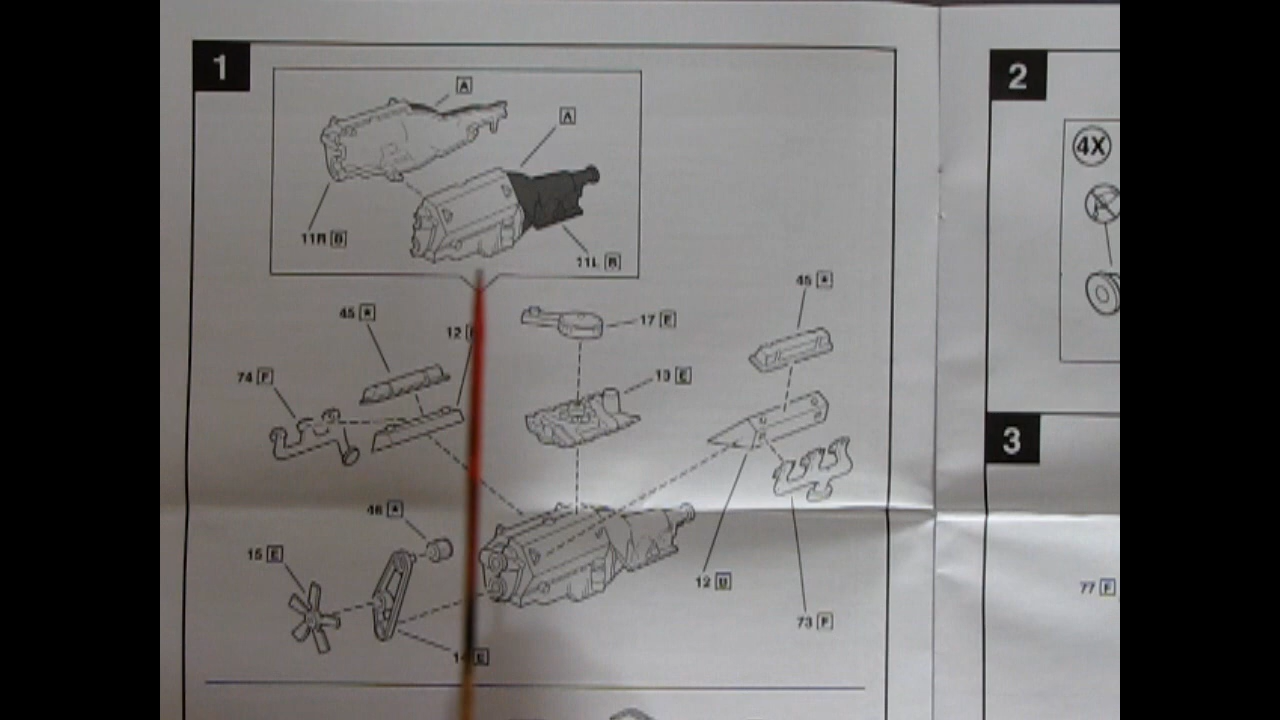 1
A
A
11R B
11L B
45 *
12
17 E
45 *
74 F
13 E
46 *
15 E
12 B
73 F
14 E
2
4X
3
77 F